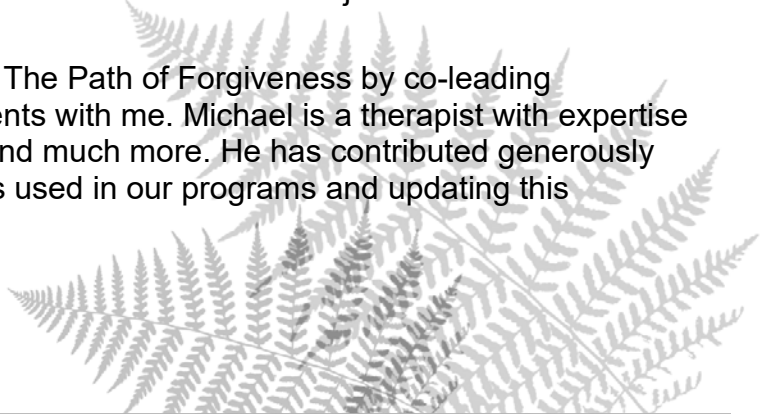 The Path of Forgiveness by co-leading
ents with me. Michael is a therapist with expertise
nd much more. He has contributed generously
s used in our programs and updating this